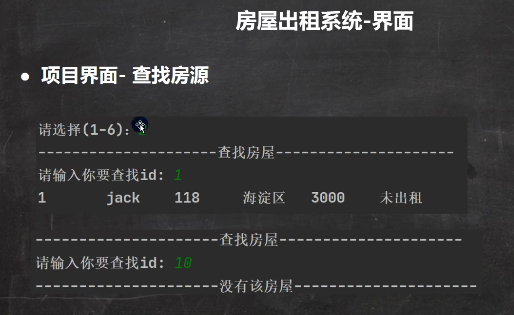 房屋出租系统-界面
● 项目界面- 查找房源
请选择(1-6):
---------------------查找房屋---------------------
请输入你要查找id: 1
1 jack 118 海淀区 3000 未出租
---------------------查找房屋---------------------
请输入你要查找id: 10
---------------------没有该房屋---------------------